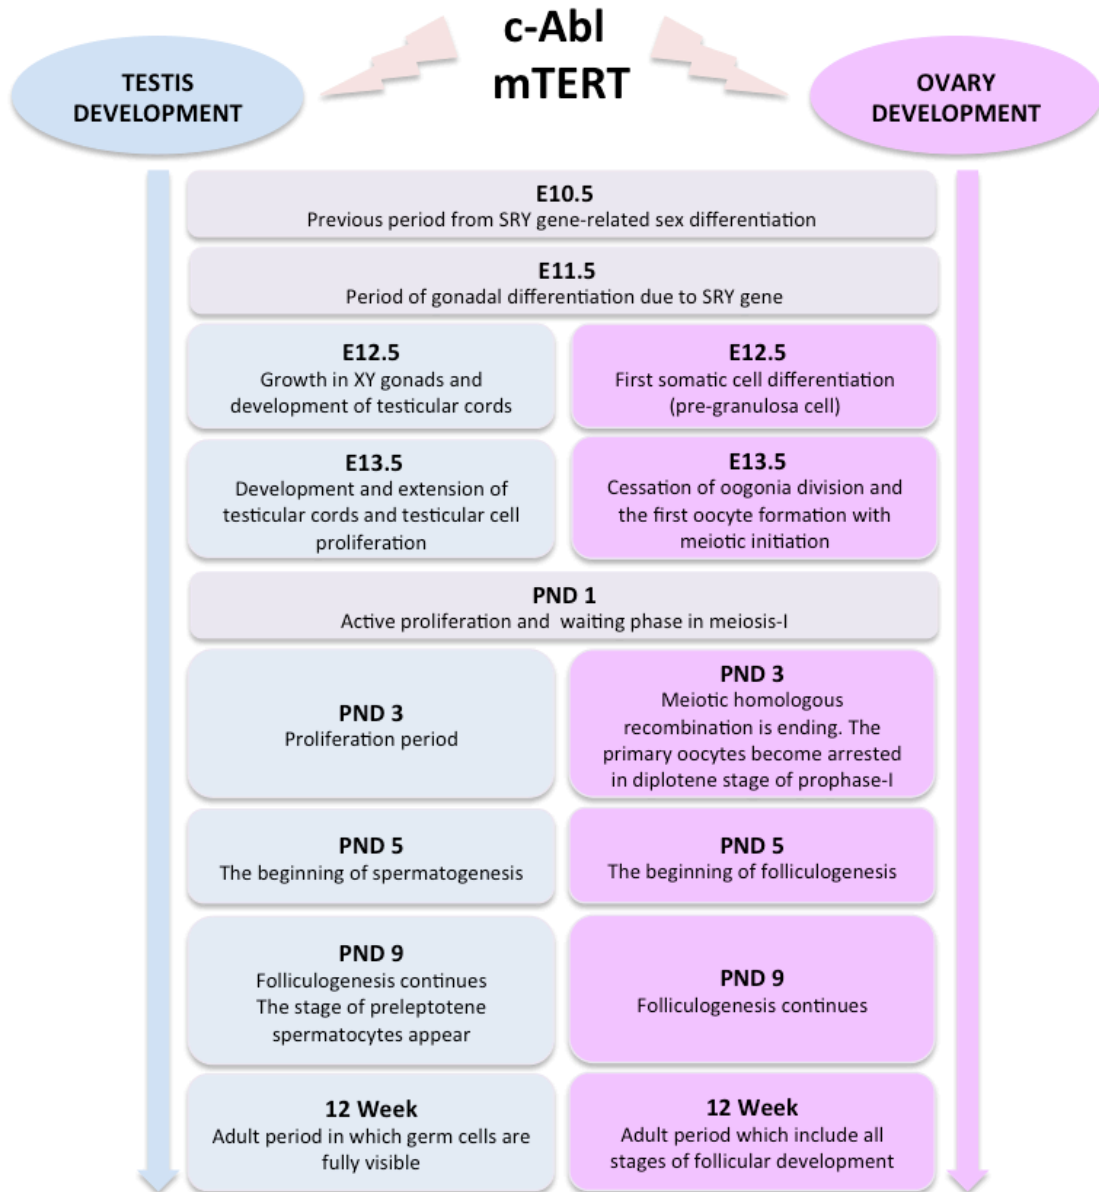 c-Abl
mTERT
TESTIS
DEVELOPMENT
OVARY
DEVELOPMENT
E10.5
Previous period from SRY gene-related sex differentiation
E11.5
Period of gonadal differentiation due to SRY gene
E12.5
Growth in XY gonads and
development of testicular cords
E12.5
First somatic cell differentiation
(pre-granulosa cell)
E13.5
Development and extension of
testicular cords and testicular cell
proliferation
E13.5
Cessation of oogonia division and
the first oocyte formation with
meiotic initiation
PND 1
Active proliferation and waiting phase in meiosis-I
PND 3
Proliferation period
PND 3
Meiotic homologous
recombination is ending. The
primary oocytes become arrested
in diplotene stage of prophase-I
PND 5
The beginning of spermatogenesis
PND 5
The beginning of folliculogenesis
PND 9
Folliculogenesis continues
The stage of preleptotene
spermatocytes appear
PND 9
Folliculogenesis continues
12 Week
Adult period in which germ cells are
fully visible
12 Week
Adult period which include all
stages of follicular development